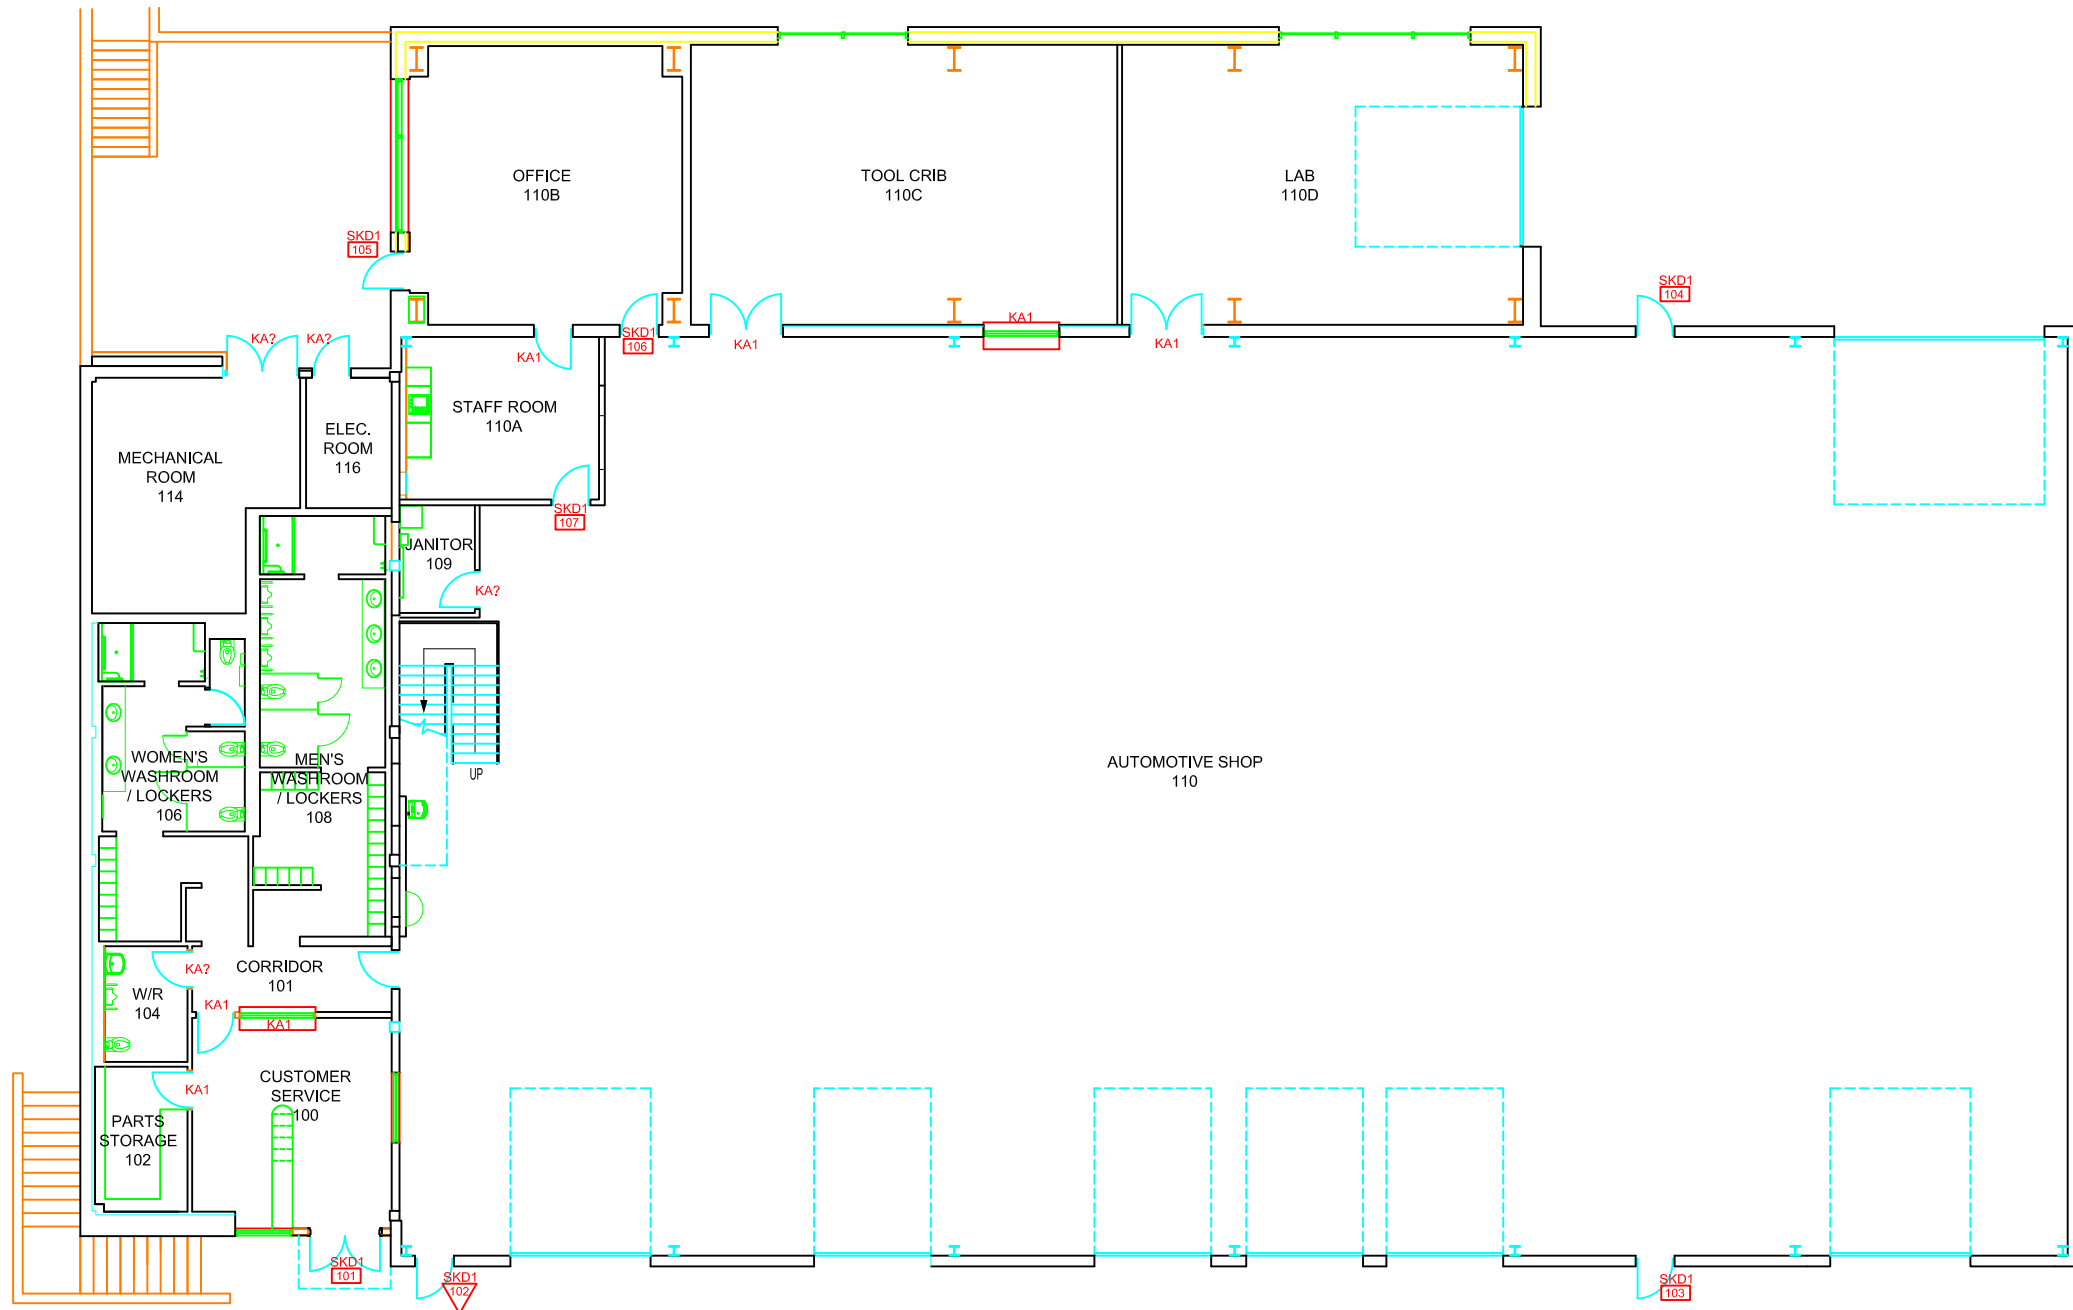 OFFICE
110B
TOOL CRIB
110C
LAB
110D
SKD1
105
SKD1
104
KA?
KA?
KA1
SKD1
106
KA1
KA1
KA1
STAFF ROOM
110A
ELEC.
ROOM
116
MECHANICAL
ROOM
114
SKD1
107
JANITOR
109
KA?
WOMEN'S
WASHROOM
/ LOCKERS
106
MEN'S
WASHROOM
/ LOCKERS
108
UP
AUTOMOTIVE SHOP
110
CORRIDOR
101
KA?
W/R
104
KA1
KA1
CUSTOMER
SERVICE
100
KA1
PARTS
STORAGE
102
SKD1
101
SKD1
102
SKD1
103